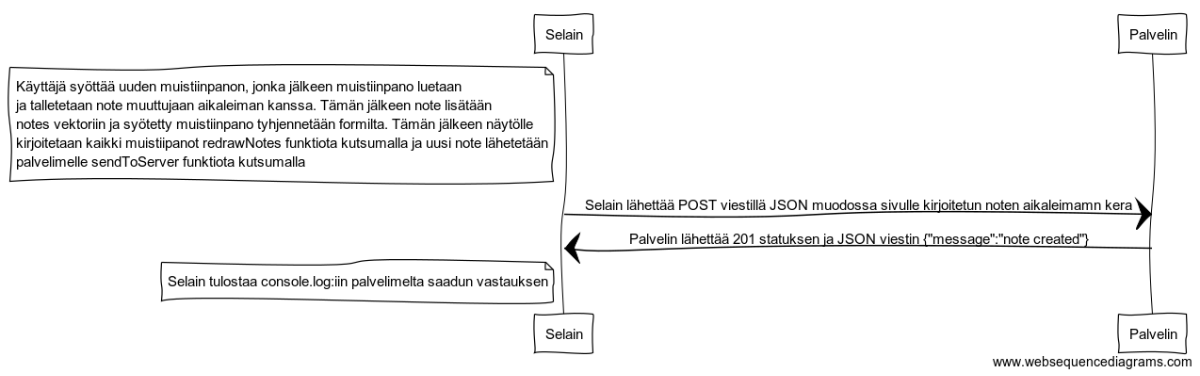 Selain
Palvelin
Käyttäjä syöttää uuden muistiinpanon, jonka jälkeen muistiinpano luetaan
ja talletetaan note muuttujaan aikaleiman kanssa. Tämän jälkeen note lisätään
notes vektoriin ja syötetty muistiinpano tyhjennetään formilta. Tämän jälkeen näytölle
kirjoitetaan kaikki muistiipanot redrawNotes funktiota kutsumalla ja uusi note lähetetään
palvelimelle sendToServer funktiota kutsumalla
Selain lähettää POST viestillä JSON muodossa sivulle kirjoitetun noten aikaleimamn kera
Palvelin lähettää 201 statuksen ja JSON viestin {"message":"note created"}
Selain tulostaa console.log:iin palvelimelta saadun vastauksen
Selain
Palvelin
www.websequencediagrams.com